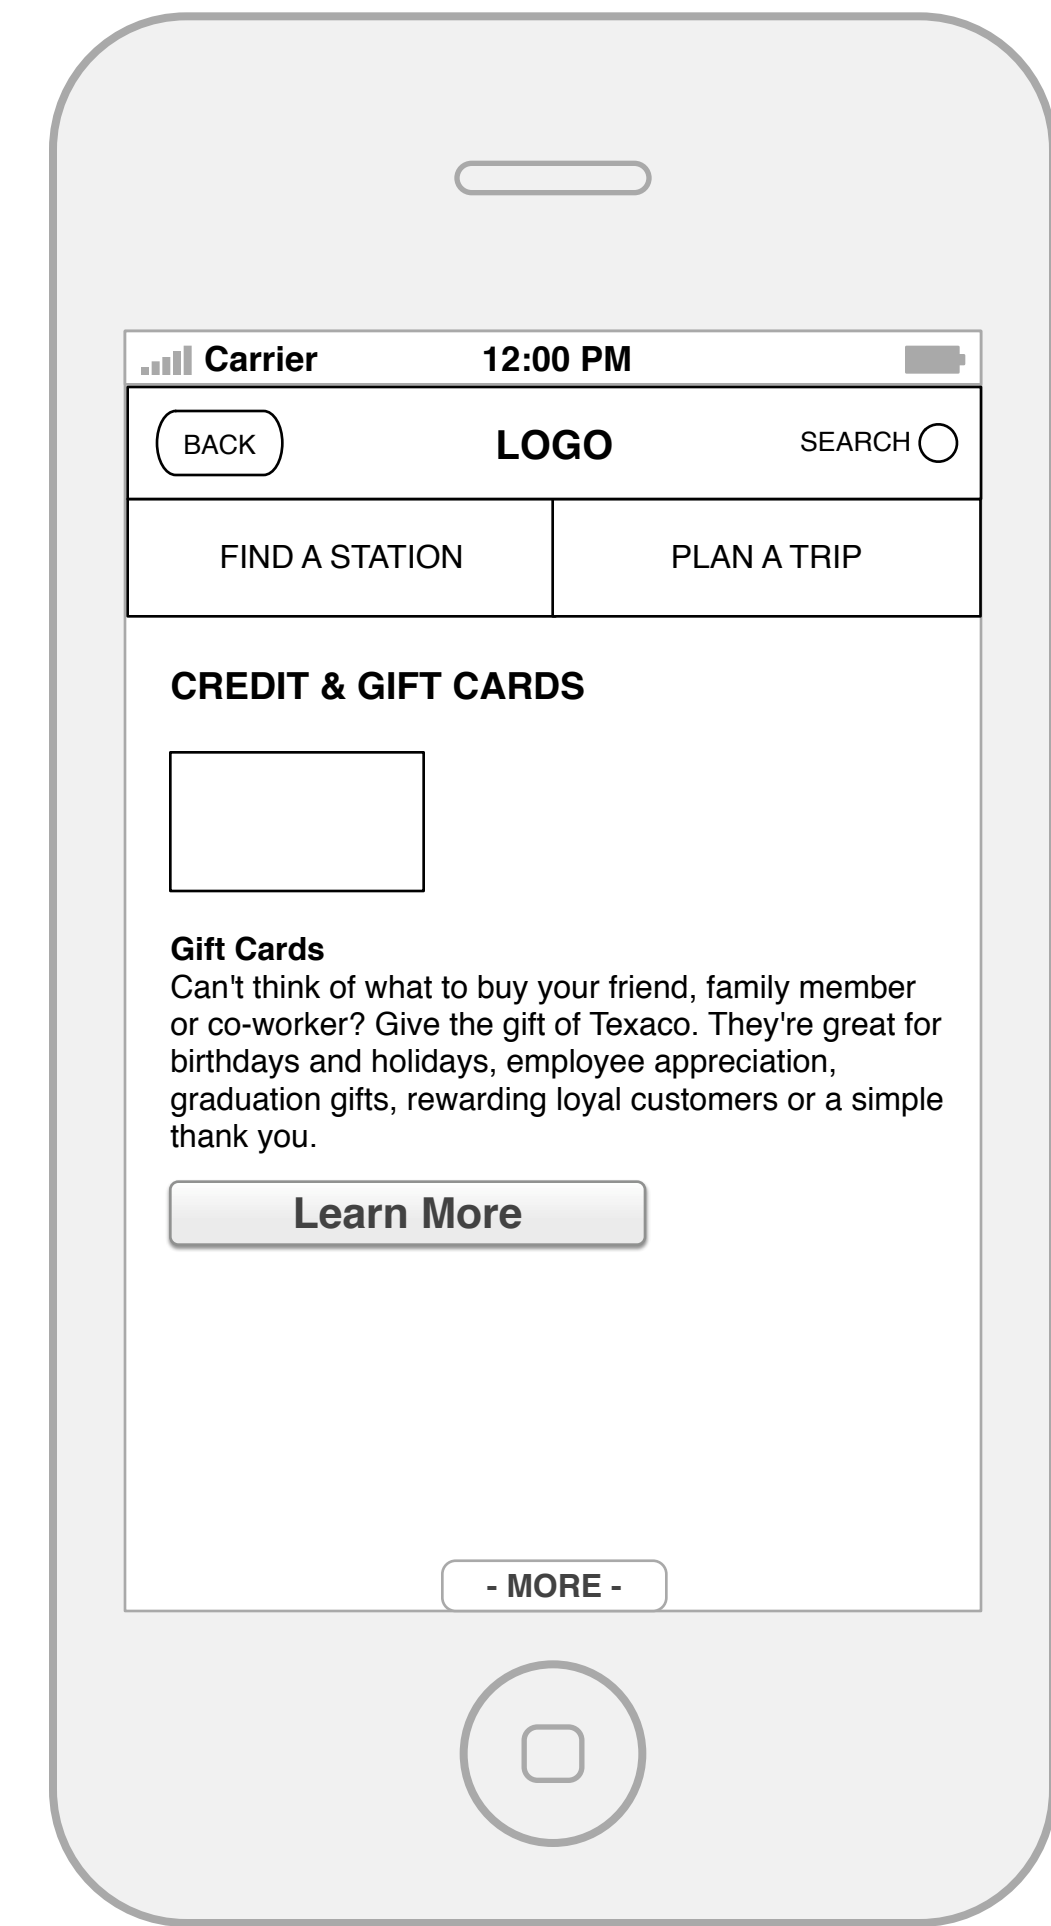 Carrier 12:00 PM
BACK LOGO SEARCH
FIND A STATION PLAN A TRIP
CREDIT & GIFT CARDS
Gift Cards
Can't think of what to buy your friend, family member
or co-worker? Give the gift of Texaco. They're great for
birthdays and holidays, employee appreciation,
graduation gifts, rewarding loyal customers or a simple
thank you.
Learn More
- MORE -